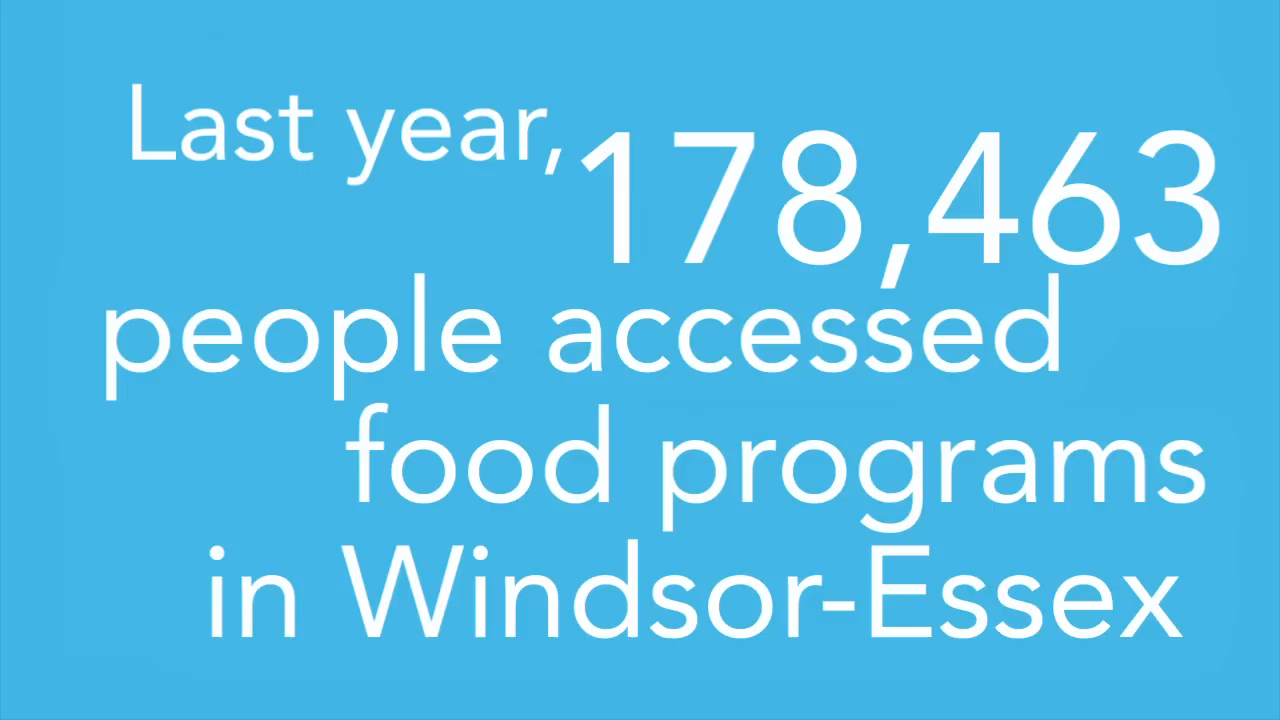 Last year, 178,463
people accessed
food programs
in Windsor-Essex